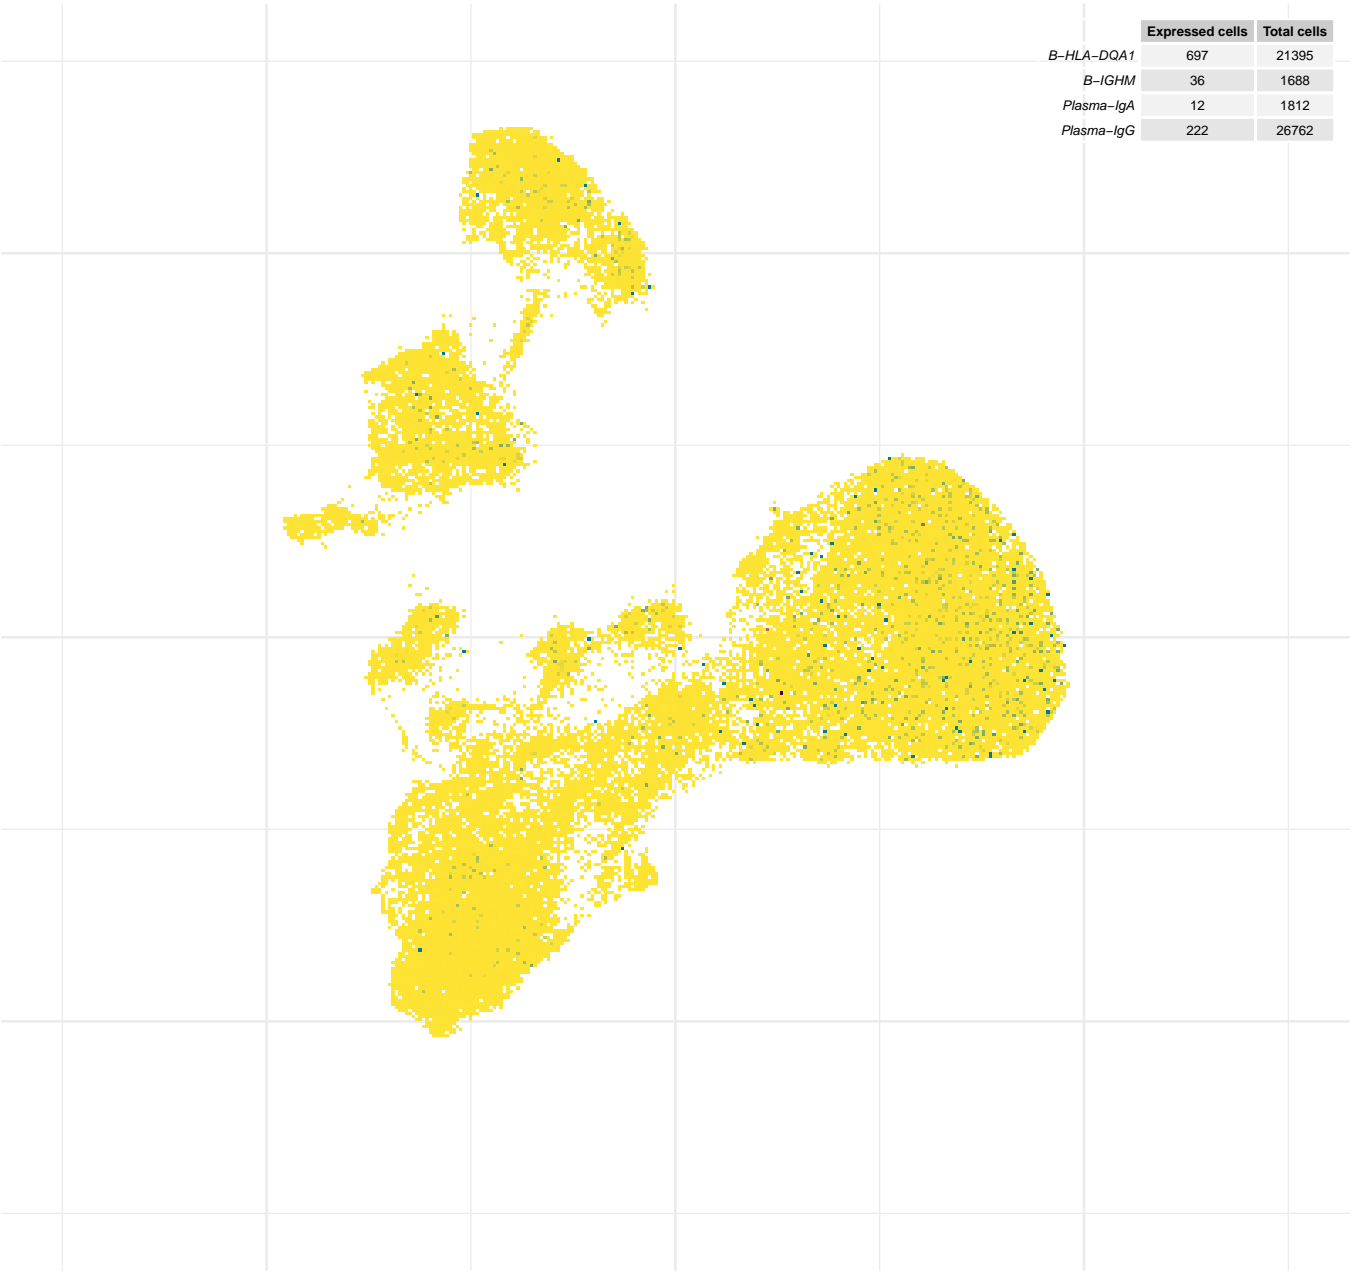 Expressed cells Total cells
B−HLA−DQA1 697 21395
B−IGHM 36 1688
Plasma−IgA 12 1812
Plasma−IgG 222 26762